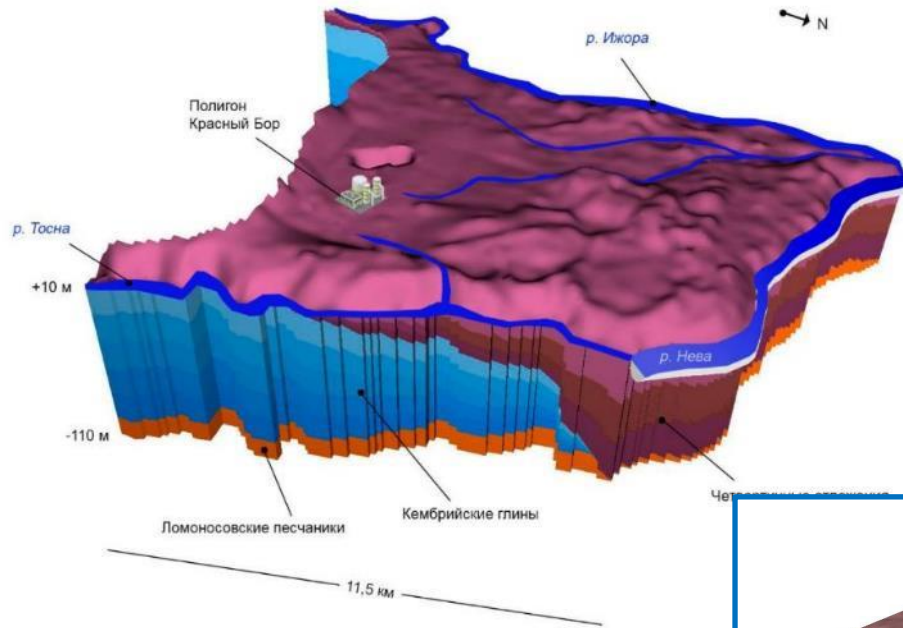 N
р. Ижора
Полигон
Красный Бор
р. Тосна
+10 м
р. Нева
-110 м
Ломоносовские песчаники
Кембрийские глины
11,5 км